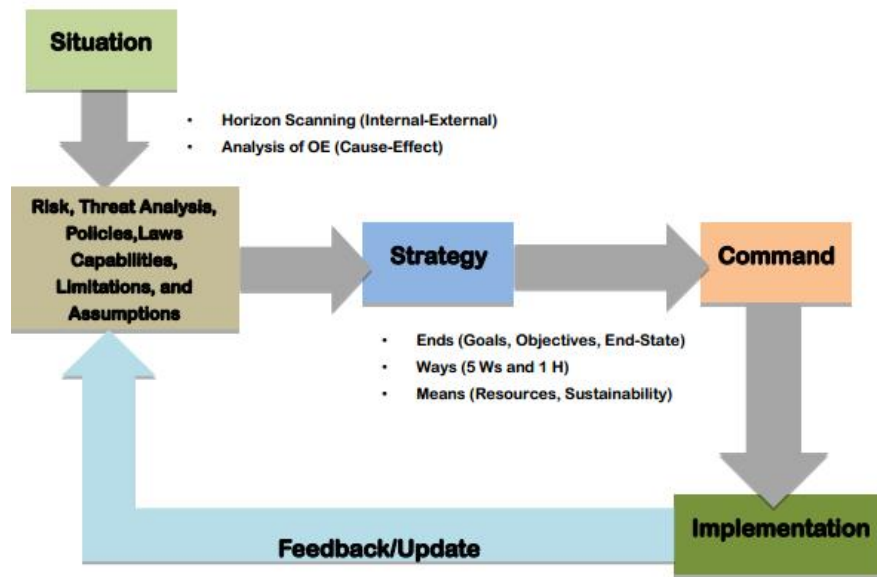 Situation
• Horizon Scanning (Internal-External)
• Analysis of OE (Cause-Effect)
Risk, Threat Analysis,
Policies,Laws
Capabilities,
Limitations, and
Assumptions
Strategy
Command
• Ends (Goals, Objectives, End-State)
• Ways (5 Ws and 1 H)
• Means (Resources, Sustainability)
Implementation
Feedback/Update